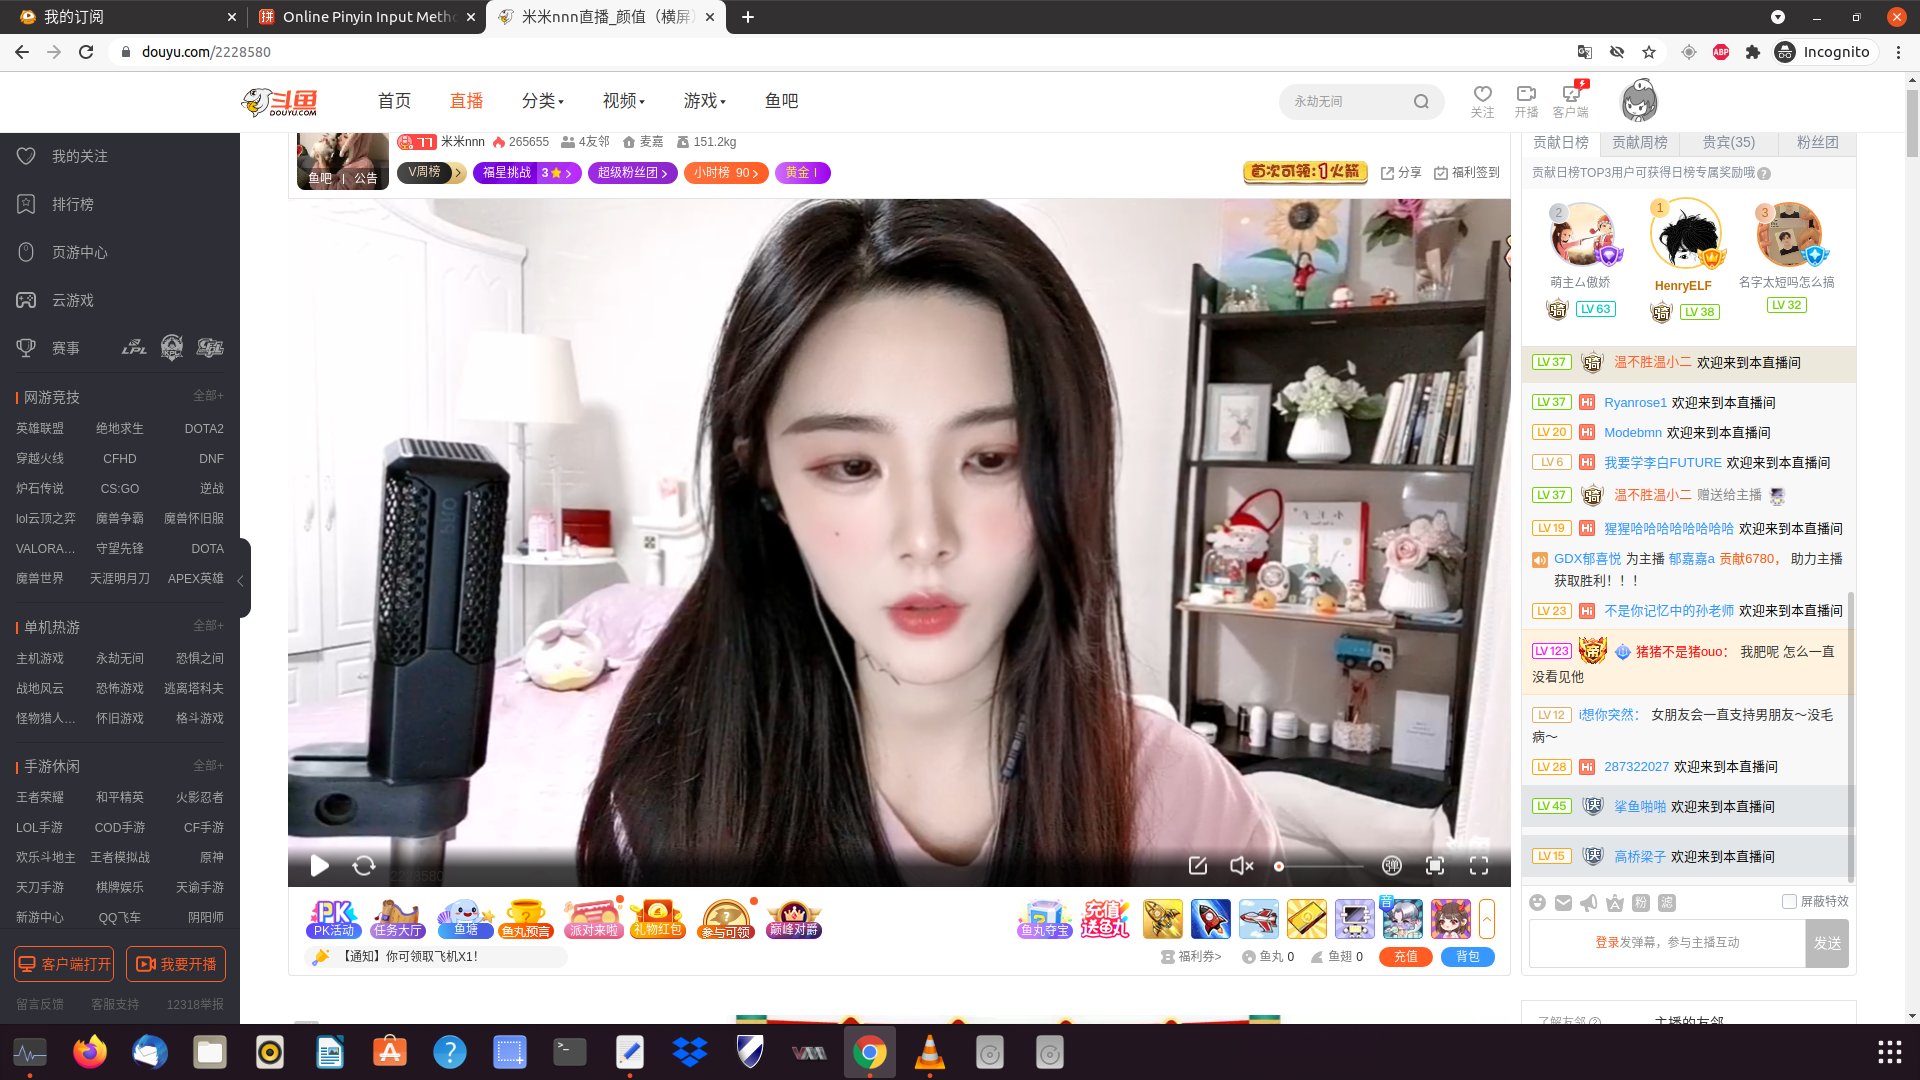 我的订阅
Online Pinyin Input Meth
米米nnn直播_颜值（横屏
douyu.com/2228580
Incognito
斗鱼
DOUYU.COM
首页
直播
分类
视频
游戏
鱼吧
永劫无间
关注
开播
客户端
我的关注
排行榜
页游中心
云游戏
赛事
LPL
网游竞技
全部+
英雄联盟 绝地求生 DOTA2
穿越火线 CFHD DNF
炉石传说 CS:GO 逆战
lol云顶之弈 魔兽争霸 魔兽怀旧服
VALORA... 守望先锋 DOTA
魔兽世界 天涯明月刀 APEX英雄
单机热游
全部+
主机游戏 永劫无间 恐惧之间
战地风云 恐怖游戏 逃离塔科夫
怪物猎人... 怀旧游戏 格斗游戏
手游休闲
全部+
王者荣耀 和平精英 火影忍者
LOL手游 COD手游 CF手游
欢乐斗地主 王者模拟战 原神
天刀手游 棋牌娱乐 天谕手游
新游中心 QQ飞车 阴阳师
客户端打开
我要开播
留言反馈 客服支持 12318举报
鱼吧 | 公告
77 米米nnn 265655 4友邻 麦嘉 151.2kg
V周榜
福星挑战 3
超级粉丝团
小时榜 90
黄金 I
首次可领:1火箭
分享
福利签到
2228580
弹
PK
PK活动
任务大厅
鱼塘
鱼丸预言
派对来啦
礼物红包
参与可领
巅峰对爵
鱼丸夺宝
充值
送鱼丸
音
【通知】你可领取飞机X1！
福利券>
鱼丸 0
鱼翅 0
充值
背包
贡献日榜
贡献周榜
贵宾(35)
粉丝团
贡献日榜TOP3用户可获得日榜专属奖励哦
2
萌主ム傲娇
骑 LV 63
1
HenryELF
骑 LV 38
3
名字太短吗怎么搞
LV 32
LV 37 骑 温不胜温小二 欢迎来到本直播间
LV 37 Hi Ryanrose1 欢迎来到本直播间
LV 20 Hi Modebmn 欢迎来到本直播间
LV 6 Hi 我要学李白FUTURE 欢迎来到本直播间
LV 37 骑 温不胜温小二 赠送给主播
LV 19 Hi 猩猩哈哈哈哈哈哈哈哈 欢迎来到本直播间
GDX郁喜悦 为主播 郁嘉嘉a 贡献6780， 助力主播
获取胜利！！！
LV 23 Hi 不是你记忆中的孙老师 欢迎来到本直播间
LV 123 帝 猪猪不是猪ouo： 我肥呢 怎么一直
没看见他
LV 12 i想你突然： 女朋友会一直支持男朋友～没毛
病～
LV 28 Hi 287322027 欢迎来到本直播间
LV 45 侠 挲鱼啪啪 欢迎来到本直播间
LV 15 侠 高桥梁子 欢迎来到本直播间
粉
滤
屏蔽特效
登录发弹幕，参与主播互动
发送
了解友邻
主播的友邻